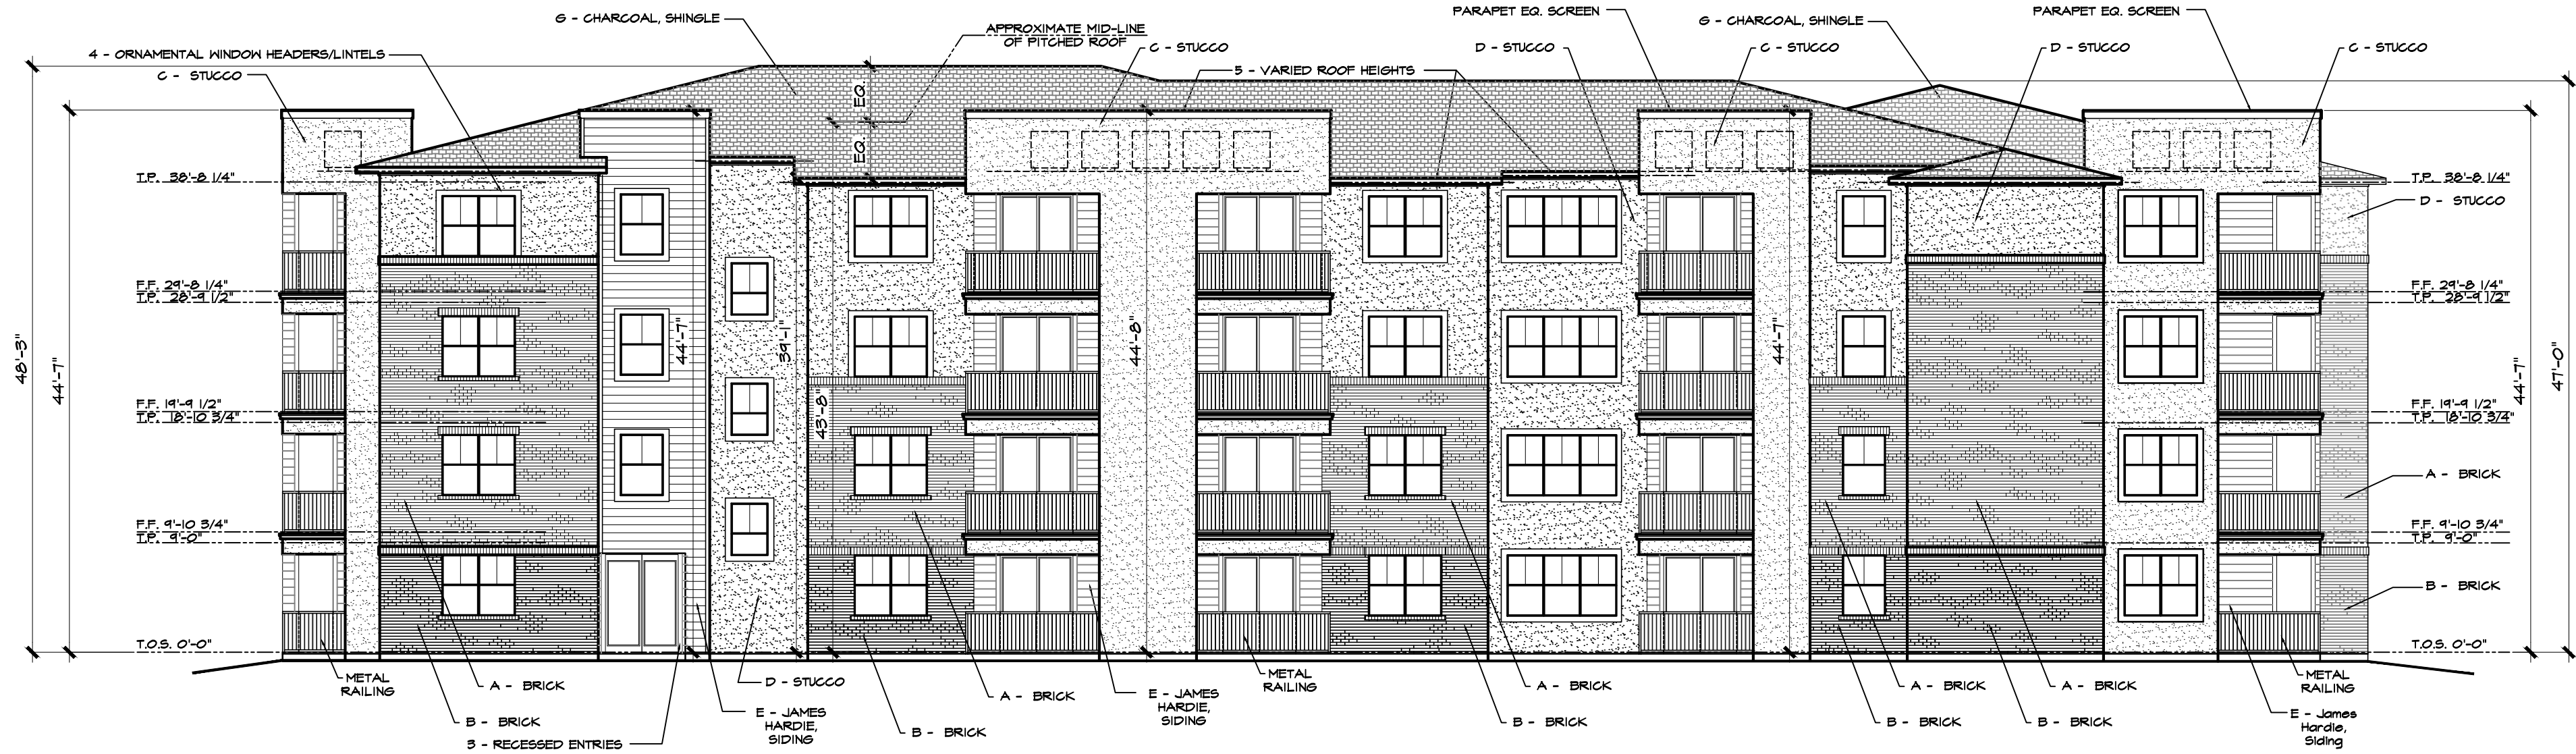 G - CHARCOAL, SHINGLE
APPROXIMATE MID-LINE
OF PITCHED ROOF
PARAPET EQ. SCREEN
G - CHARCOAL, SHINGLE
PARAPET EQ. SCREEN
4 - ORNAMENTAL WINDOW HEADERS/LINTELS
C - STUCCO
C - STUCCO
5 - VARIED ROOF HEIGHTS
D - STUCCO
C - STUCCO
D - STUCCO
C - STUCCO
EQ.
EQ.
48'-3"
44'-7"
T.P. 38'-8 1/4"
F.F. 29'-8 1/4"
T.P. 28'-9 1/2"
F.F. 19'-9 1/2"
T.P. 18'-10 3/4"
F.F. 9'-10 3/4"
T.P. 9'-0"
T.O.S. 0'-0"
44'-7"
39'-1"
43'-8"
44'-8"
44'-7"
T.P. 38'-8 1/4"
D - STUCCO
F.F. 29'-8 1/4"
T.P. 28'-9 1/2"
F.F. 19'-9 1/2"
T.P. 18'-10 3/4"
A - BRICK
F.F. 9'-10 3/4"
T.P. 9'-0"
B - BRICK
T.O.S. 0'-0"
44'-7"
47'-0"
METAL
RAILING
A - BRICK
B - BRICK
3 - RECESSED ENTRIES
D - STUCCO
E - JAMES
HARDIE,
SIDING
A - BRICK
B - BRICK
E - JAMES
HARDIE,
SIDING
METAL
RAILING
A - BRICK
B - BRICK
A - BRICK
B - BRICK
A - BRICK
B - BRICK
METAL
RAILING
E - James
Hardie,
Siding